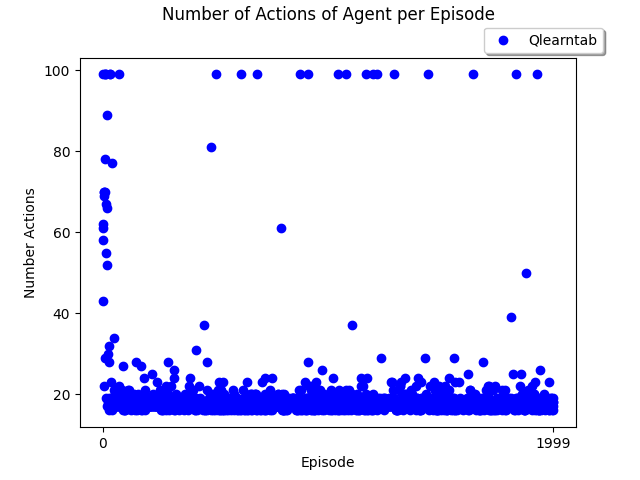 Number of Actions of Agent per Episode
Qlearntab
100
80
60
40
20
Number Actions
0
1999
Episode